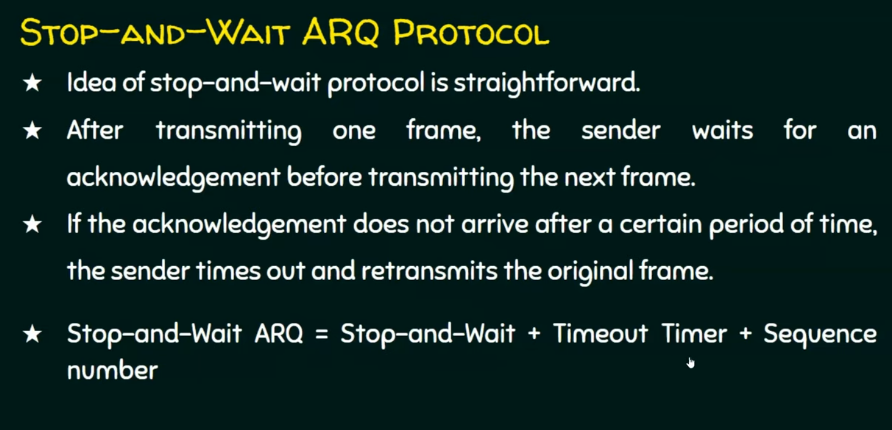 Stop-and-Wait ARQ Protocol
★ Idea of stop-and-wait protocol is straightforward.
★ After transmitting one frame, the sender waits for an
acknowledgement before transmitting the next frame.
★ If the acknowledgement does not arrive after a certain period of time,
the sender times out and retransmits the original frame.
★ Stop-and-Wait ARQ = Stop-and-Wait + Timeout Timer + Sequence
number